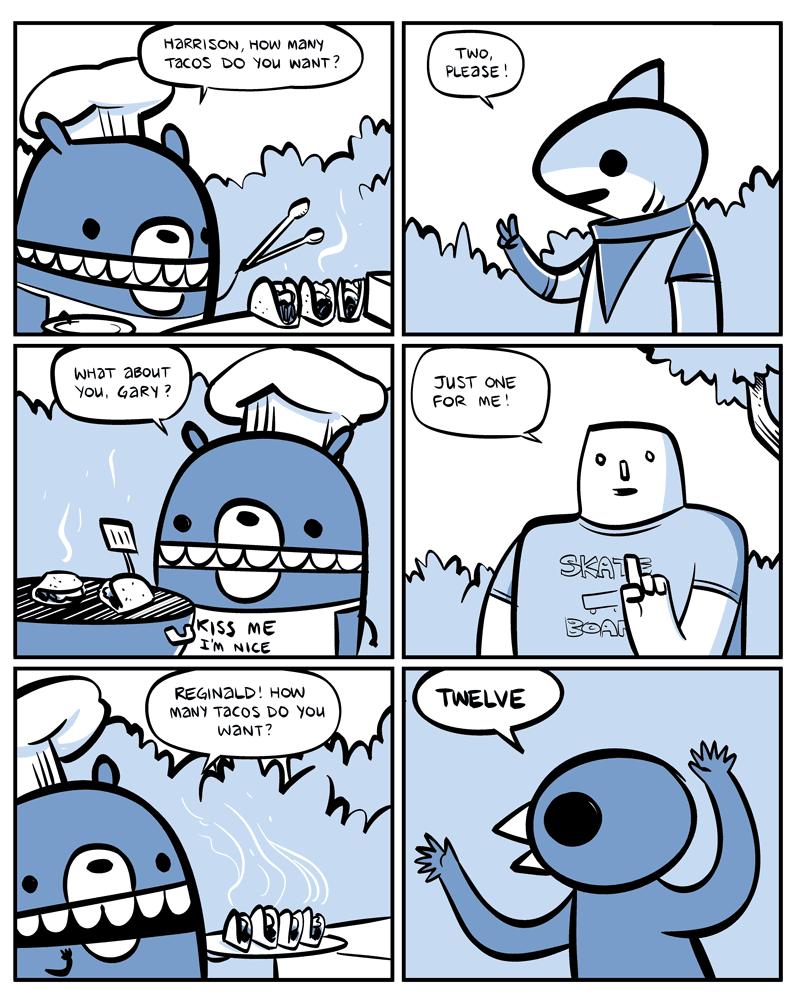 HARRISON, HOW MANY
TACOS DO YOU WANT?
TWO,
PLEASE!
WHAT ABOUT
YOU, GARY?
KISS ME
I'M NICE
JUST ONE
FOR ME!
SKATE
BOAR
REGINALD! HOW
MANY TACOS DO YOU
WANT?
TWELVE